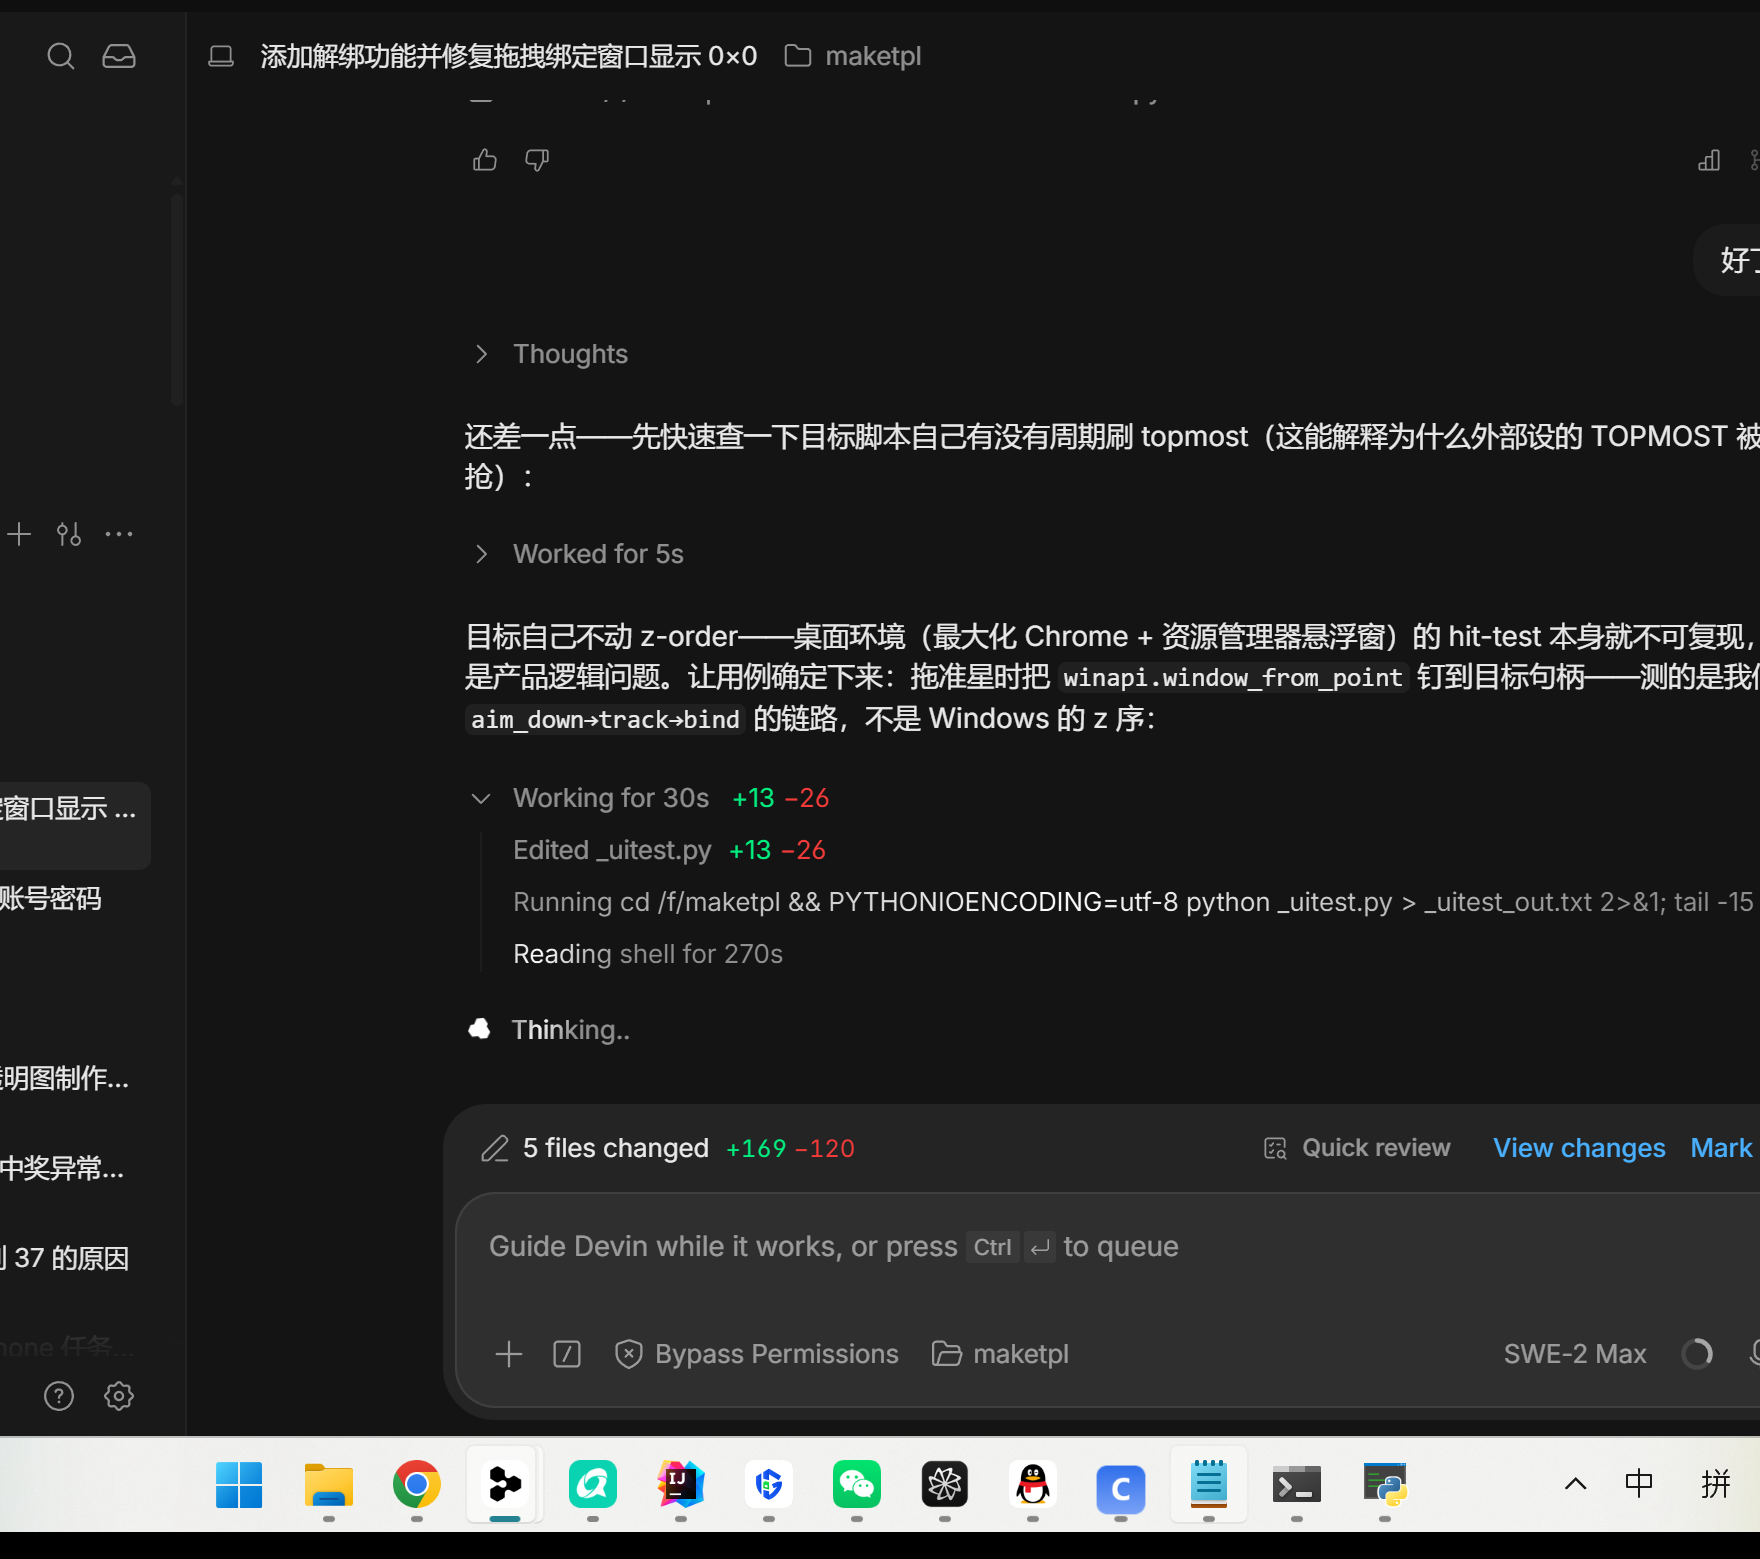 添加解绑功能并修复拖拽绑定窗口显示 0×0 maketpl
好
Thoughts
还差一点——先快速查一下目标脚本自己有没有周期刷 topmost（这能解释为什么外部设的 TOPMOST 被
抢）：
Worked for 5s
目标自己不动 z-order——桌面环境（最大化 Chrome + 资源管理器悬浮窗）的 hit-test 本身就不可复现，
是产品逻辑问题。让用例确定下来：拖准星时把 winapi.window_from_point 钉到目标句柄——测的是我
aim_down→track→bind 的链路，不是 Windows 的 z 序：
Working for 30s +13 −26
窗口显示 ...
Edited _uitest.py +13 −26
账号密码
Running cd /f/maketpl && PYTHONIOENCODING=utf-8 python _uitest.py > _uitest_out.txt 2>&1; tail -15
Reading shell for 270s
Thinking..
明图制作...
5 files changed +169 −120 Quick review View changes Mark
中奖异常...
Guide Devin while it works, or press Ctrl ↵ to queue
37 的原因
任务...
Bypass Permissions maketpl SWE-2 Max
中 拼